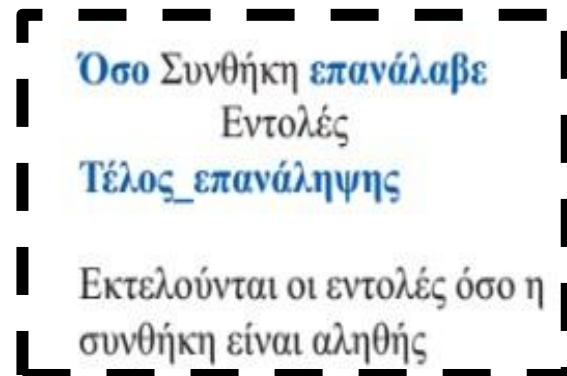 Όσο Συνθήκη επανάλαβε
Εντολές
Τέλος_επανάληψης
Εκτελούνται οι εντολές όσο η
συνθήκη είναι αληθής